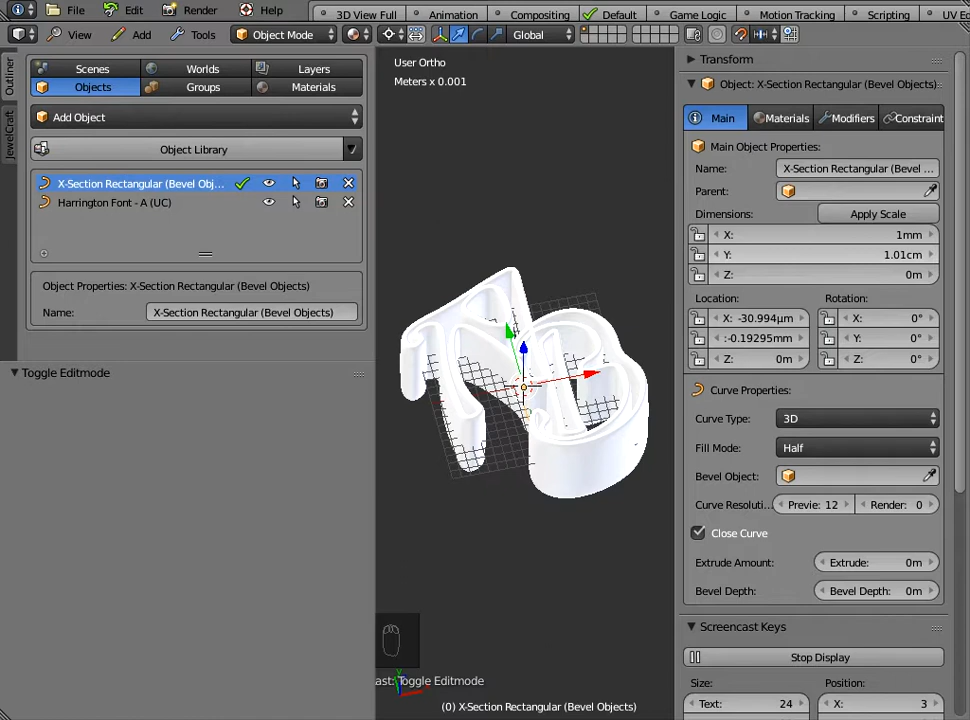 File Edit Render Help 3D View Full Animation Compositing Default Game Logic Motion Tracking Scripting UV Ec
View Add Tools Object Mode Global
Outliner
JewelCraft
Scenes Worlds Layers
Objects Groups Materials
Add Object
Object Library
X-Section Rectangular (Bevel Obj...
Harrington Font - A (UC)
Object Properties: X-Section Rectangular (Bevel Objects)
Name: X-Section Rectangular (Bevel Objects)
Toggle Editmode
User Ortho
Meters x 0.001
ast: Toggle Editmode
(0) X-Section Rectangular (Bevel Objects)
Transform
Object: X-Section Rectangular (Bevel Objects)
Main Materials Modifiers Constraint
Main Object Properties:
Name: X-Section Rectangular (Bevel ...
Parent:
Dimensions: Apply Scale
X: 1mm
Y: 1.01cm
Z: 0m
Location: Rotation:
X: -30.994µm X: 0°
:-0.19295mm Y: 0°
Z: 0m Z: 0°
Curve Properties:
Curve Type: 3D
Fill Mode: Half
Bevel Object:
Curve Resoluti... Previe: 12 Render: 0
Close Curve
Extrude Amount: Extrude: 0m
Bevel Depth: Bevel Depth: 0m
Screencast Keys
Stop Display
Size: Position:
Text: 24 X: 3